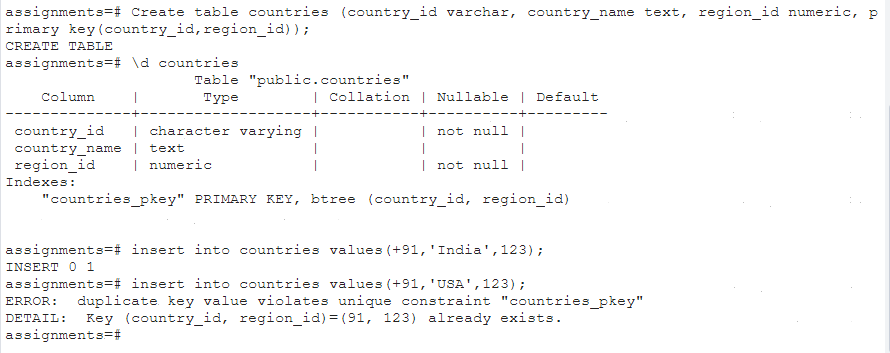 assignments=# Create table countries (country_id varchar, country_name text, region_id numeric, p
rimary key(country_id,region_id));
CREATE TABLE
assignments=# \d countries
                     Table "public.countries"
    Column    |       Type        | Collation | Nullable | Default
--------------+-------------------+-----------+----------+---------
 country_id   | character varying |           | not null |
 country_name | text              |           |          |
 region_id    | numeric           |           | not null |
Indexes:
    "countries_pkey" PRIMARY KEY, btree (country_id, region_id)
assignments=# insert into countries values(+91,'India',123);
INSERT 0 1
assignments=# insert into countries values(+91,'USA',123);
ERROR:  duplicate key value violates unique constraint "countries_pkey"
DETAIL:  Key (country_id, region_id)=(91, 123) already exists.
assignments=#